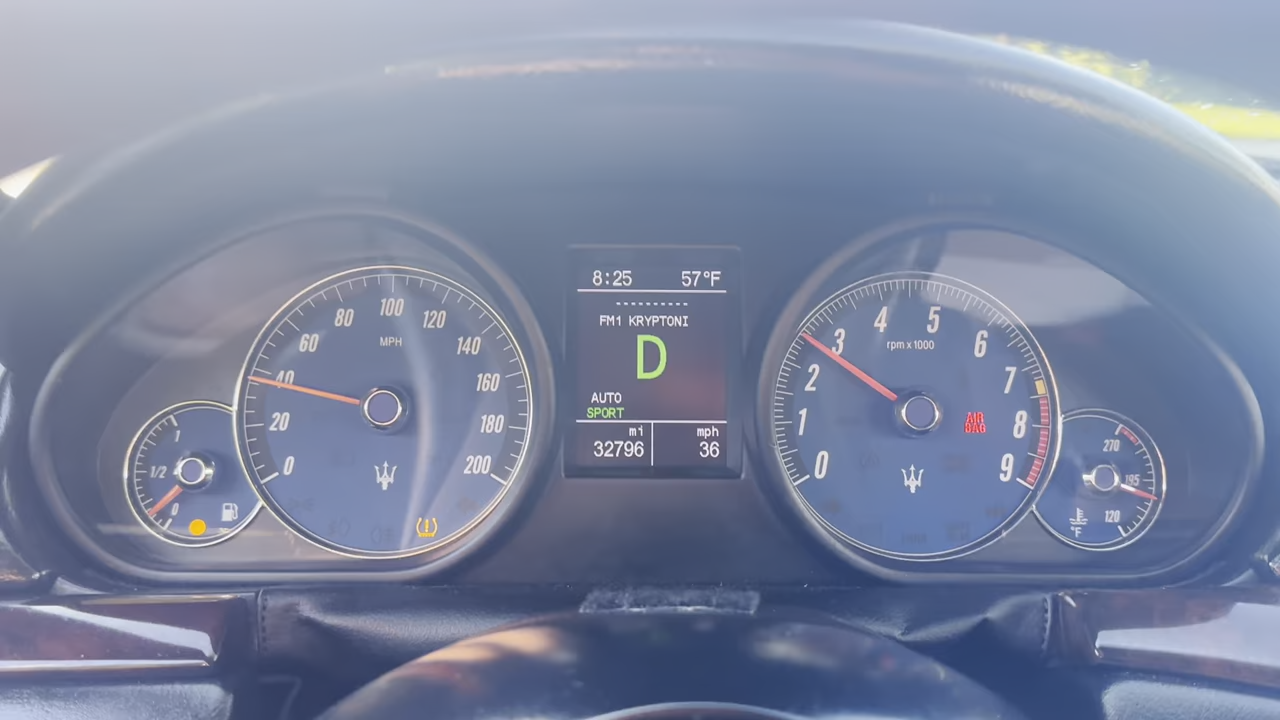 8:25 57°F
FM1 KRYPTONI
D
AUTO
SPORT
mi mph
32796 36
0 20 40 60 80 100 120 140 160 180 200
MPH
0 1 2 3 4 5 6 7 8 9
rpm x 1000
AIR
BAG
1
1/2
0
270
195
120
°F